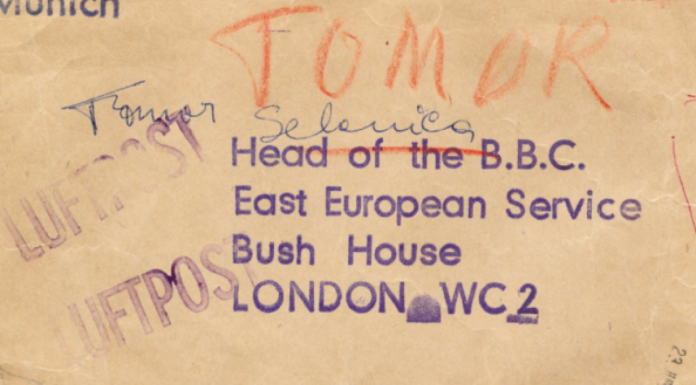 Munich
TOMOR
Tomor Selenica
Head of the B.B.C.
LUFTPOST
East European Service
Bush House
LUFTPOST
LONDON WC2